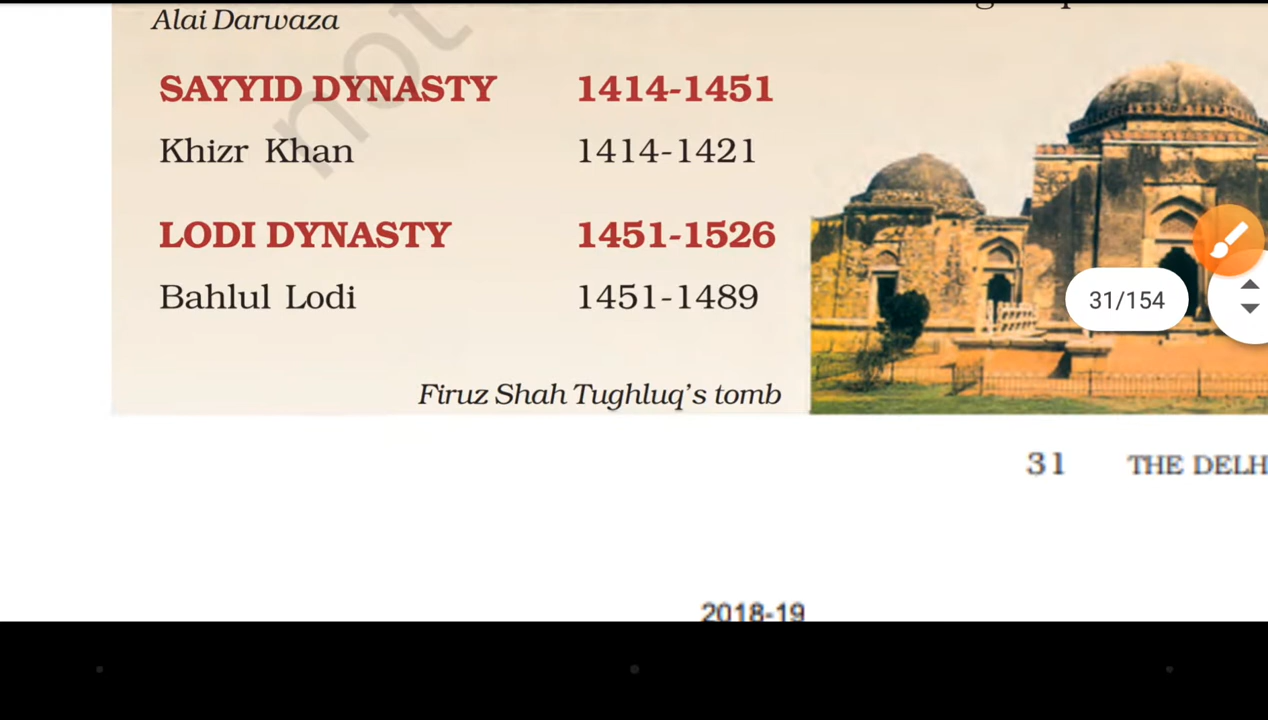 Alai Darwaza
SAYYID DYNASTY 1414-1451
Khizr Khan 1414-1421
LODI DYNASTY 1451-1526
Bahlul Lodi 1451-1489
31/154
Firuz Shah Tughluq's tomb
31 THE DELH
2018-19
not